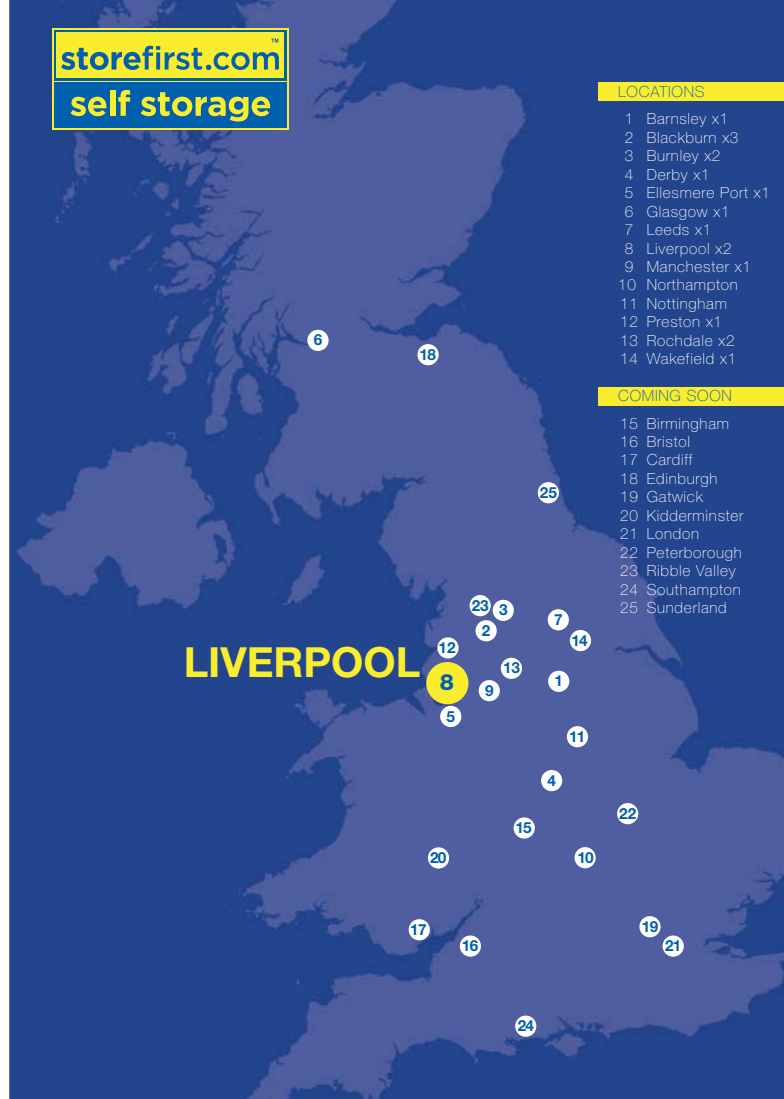 storefirst.com™
self storage
LOCATIONS
1 Barnsley x1
2 Blackburn x3
3 Burnley x2
4 Derby x1
5 Ellesmere Port x1
6 Glasgow x1
7 Leeds x1
8 Liverpool x2
9 Manchester x1
10 Northampton
11 Nottingham
12 Preston x1
13 Rochdale x2
14 Wakefield x1
COMING SOON
15 Birmingham
16 Bristol
17 Cardiff
18 Edinburgh
19 Gatwick
20 Kidderminster
21 London
22 Peterborough
23 Ribble Valley
24 Southampton
25 Sunderland
6
18
25
23
3
7
2
14
12
LIVERPOOL
13
8
1
9
5
11
4
22
15
20
10
17
19
16
21
24